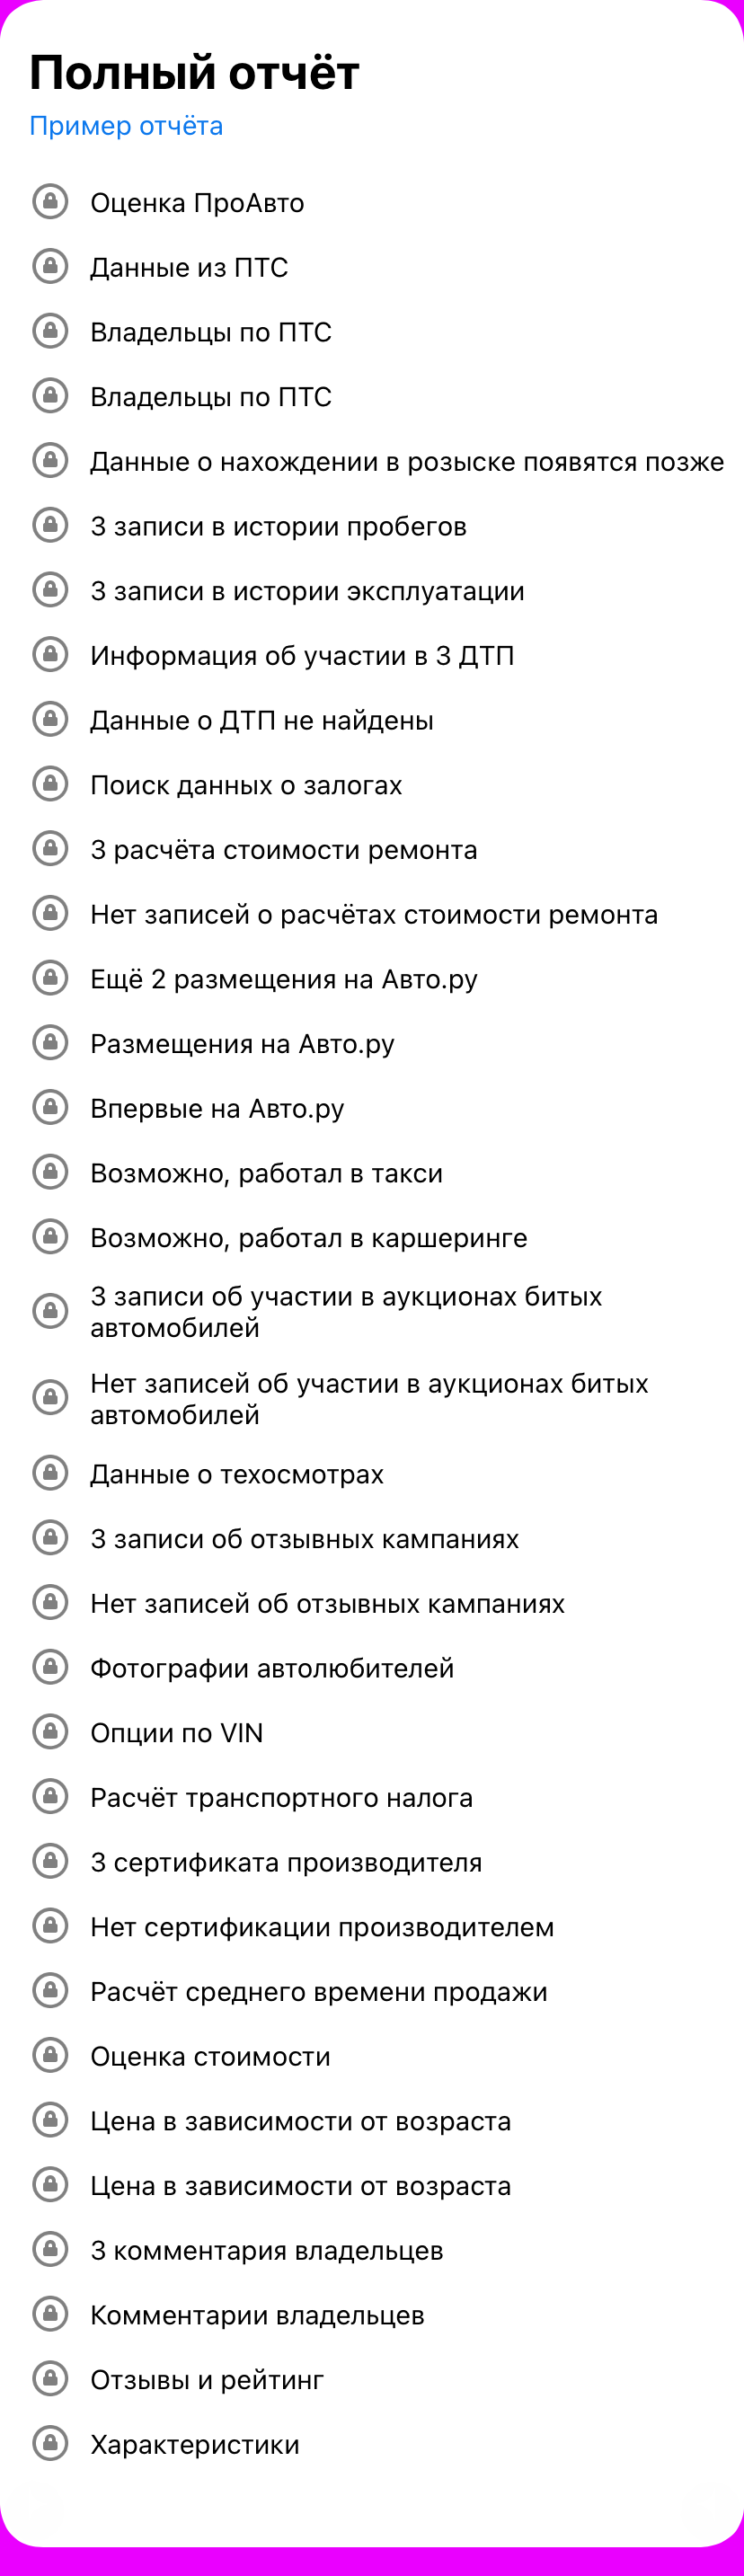 Полный отчёт
Пример отчёта
Оценка ПроАвто
Данные из ПТС
Владельцы по ПТС
Владельцы по ПТС
Данные о нахождении в розыске появятся позже
3 записи в истории пробегов
3 записи в истории эксплуатации
Информация об участии в 3 ДТП
Данные о ДТП не найдены
Поиск данных о залогах
3 расчёта стоимости ремонта
Нет записей о расчётах стоимости ремонта
Ещё 2 размещения на Авто.ру
Размещения на Авто.ру
Впервые на Авто.ру
Возможно, работал в такси
Возможно, работал в каршеринге
3 записи об участии в аукционах битых
автомобилей
Нет записей об участии в аукционах битых
автомобилей
Данные о техосмотрах
3 записи об отзывных кампаниях
Нет записей об отзывных кампаниях
Фотографии автолюбителей
Опции по VIN
Расчёт транспортного налога
3 сертификата производителя
Нет сертификации производителем
Расчёт среднего времени продажи
Оценка стоимости
Цена в зависимости от возраста
Цена в зависимости от возраста
3 комментария владельцев
Комментарии владельцев
Отзывы и рейтинг
Характеристики